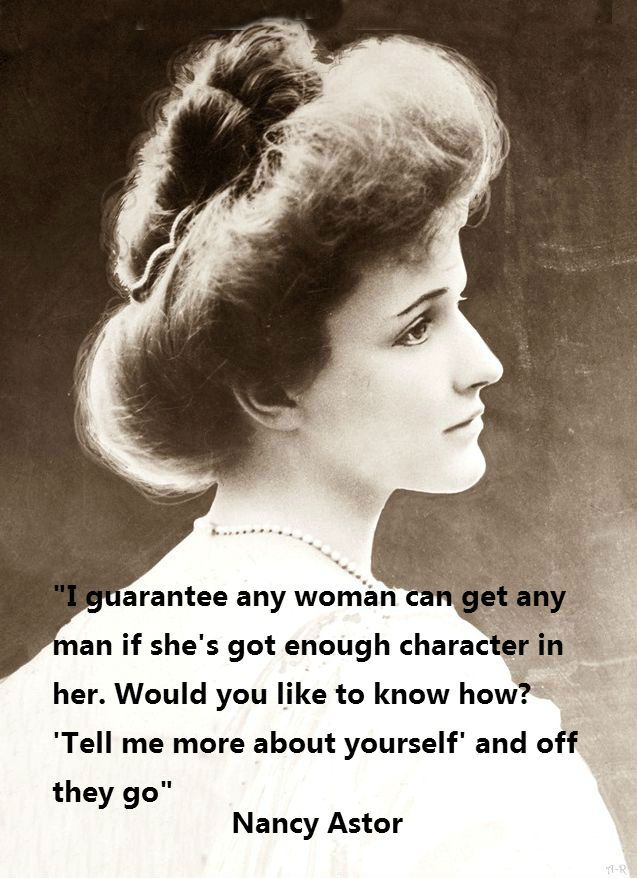 "I guarantee any woman can get any
man if she's got enough character in
her. Would you like to know how?
'Tell me more about yourself' and off
they go"
Nancy Astor
A-R